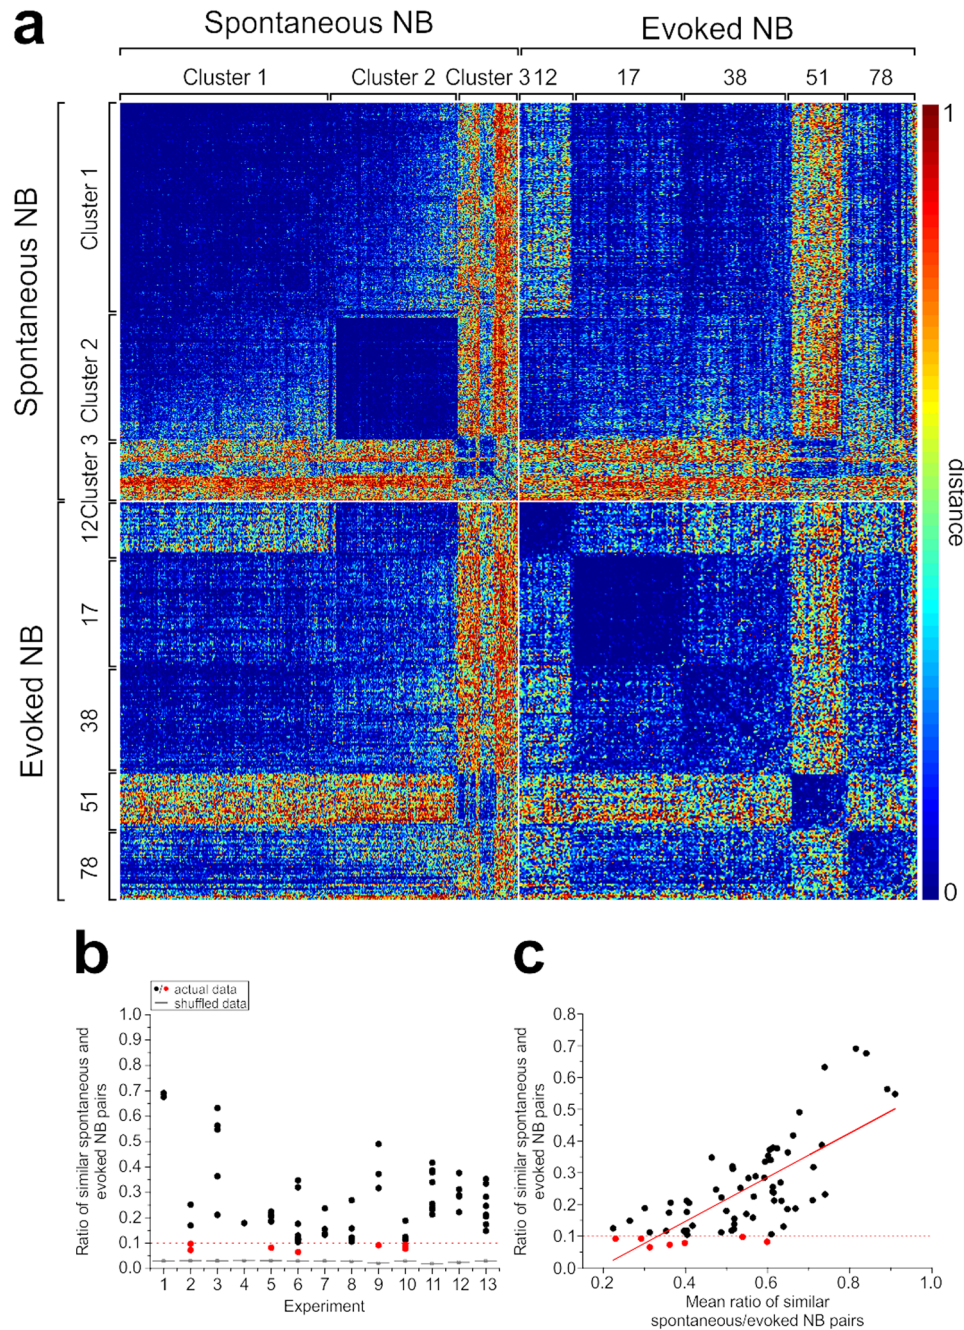 a
Spontaneous NB
Evoked NB
Cluster 1
Cluster 2
Cluster 3
12
17
38
51
78
Spontaneous NB
Cluster 1
Cluster 2
Cluster 3
Evoked NB
12
17
38
51
78
1
distance
0
b
actual data
shuffled data
Ratio of similar spontaneous and
evoked NB pairs
1.0
0.9
0.8
0.7
0.6
0.5
0.4
0.3
0.2
0.1
0.0
1 2 3 4 5 6 7 8 9 10 11 12 13
Experiment
c
Ratio of similar spontaneous and
evoked NB pairs
0.8
0.7
0.6
0.5
0.4
0.3
0.2
0.1
0.0
0.2 0.4 0.6 0.8 1.0
Mean ratio of similar
spontaneous/evoked NB pairs